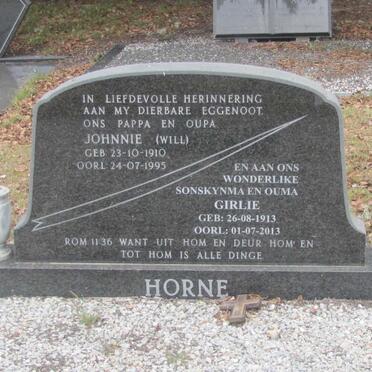 IN LIEFDEVOLLE HERINNERING
AAN MY DIERBARE EGGENOOT
ONS PAPPA EN OUPA
JOHNNIE (WILL)
GEB 23-10-1910
OORL 24-07-1995
EN AAN ONS
WONDERLIKE
SONSKYNMA EN OUMA
GIRLIE
GEB: 26-08-1913
OORL: 01-07-2013
ROM 11:36 WANT UIT HOM EN DEUR HOM EN
TOT HOM IS ALLE DINGE
HORNE